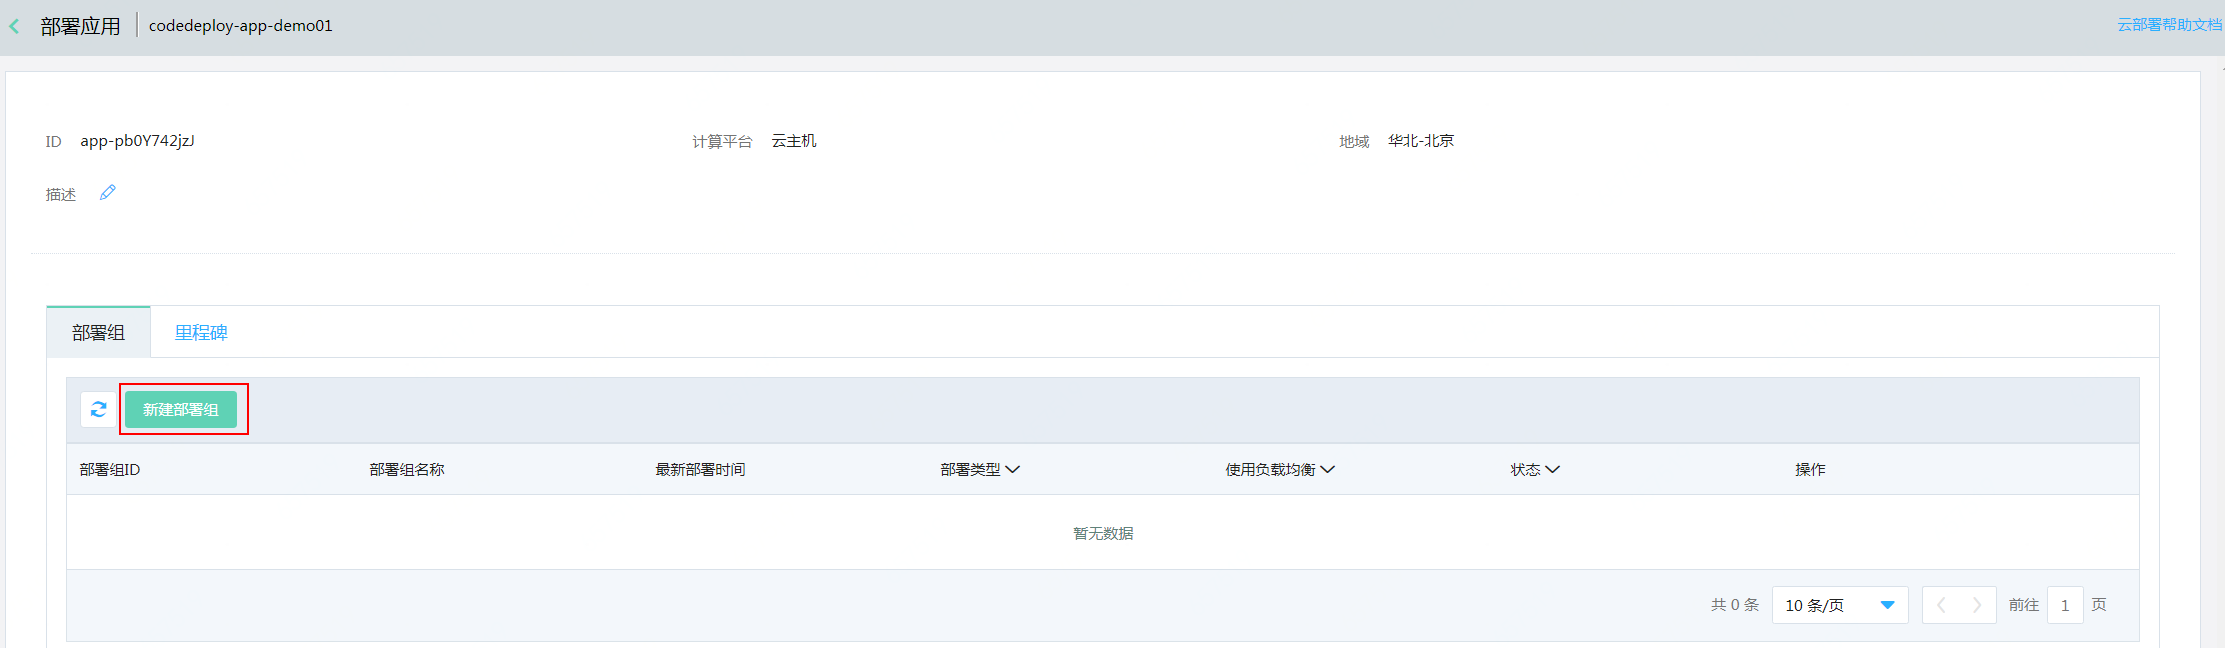 部署应用 codedeploy-app-demo01 云部署帮助文档
ID app-pb0Y742jzJ 计算平台 云主机 地域 华北-北京
描述
部署组 里程碑
新建部署组
部署组ID 部署组名称 最新部署时间 部署类型 使用负载均衡 状态 操作
暂无数据
共 0 条 10 条/页 前往 1 页